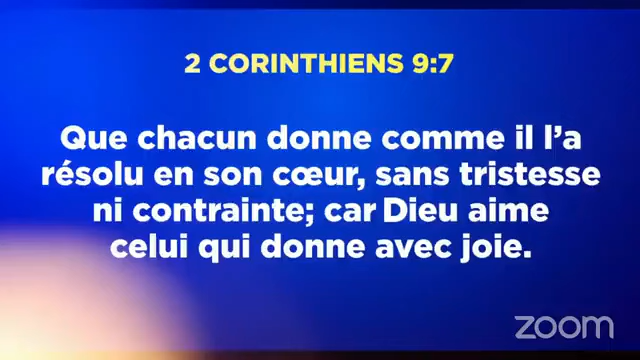 2 CORINTHIENS 9:7
Que chacun donne comme il l’a
résolu en son cœur, sans tristesse
ni contrainte; car Dieu aime
celui qui donne avec joie.
zoom